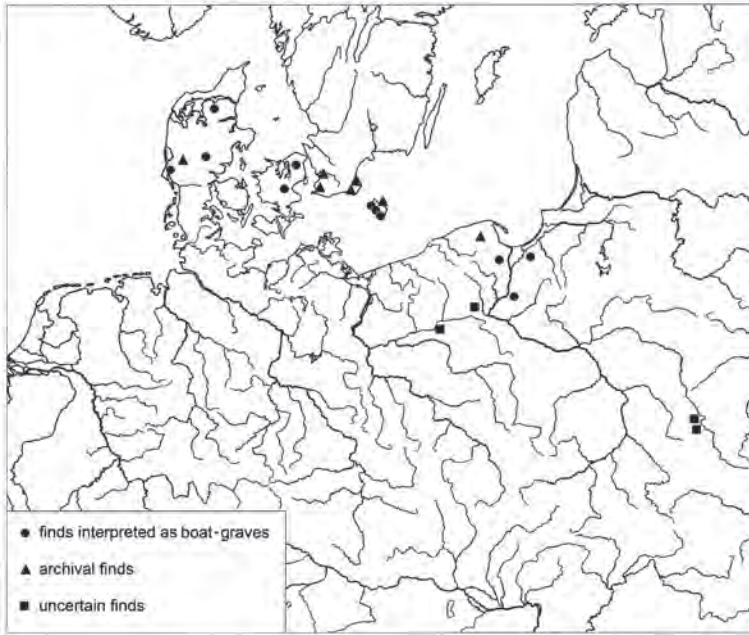 finds interpreted as boat-graves
archival finds
uncertain finds